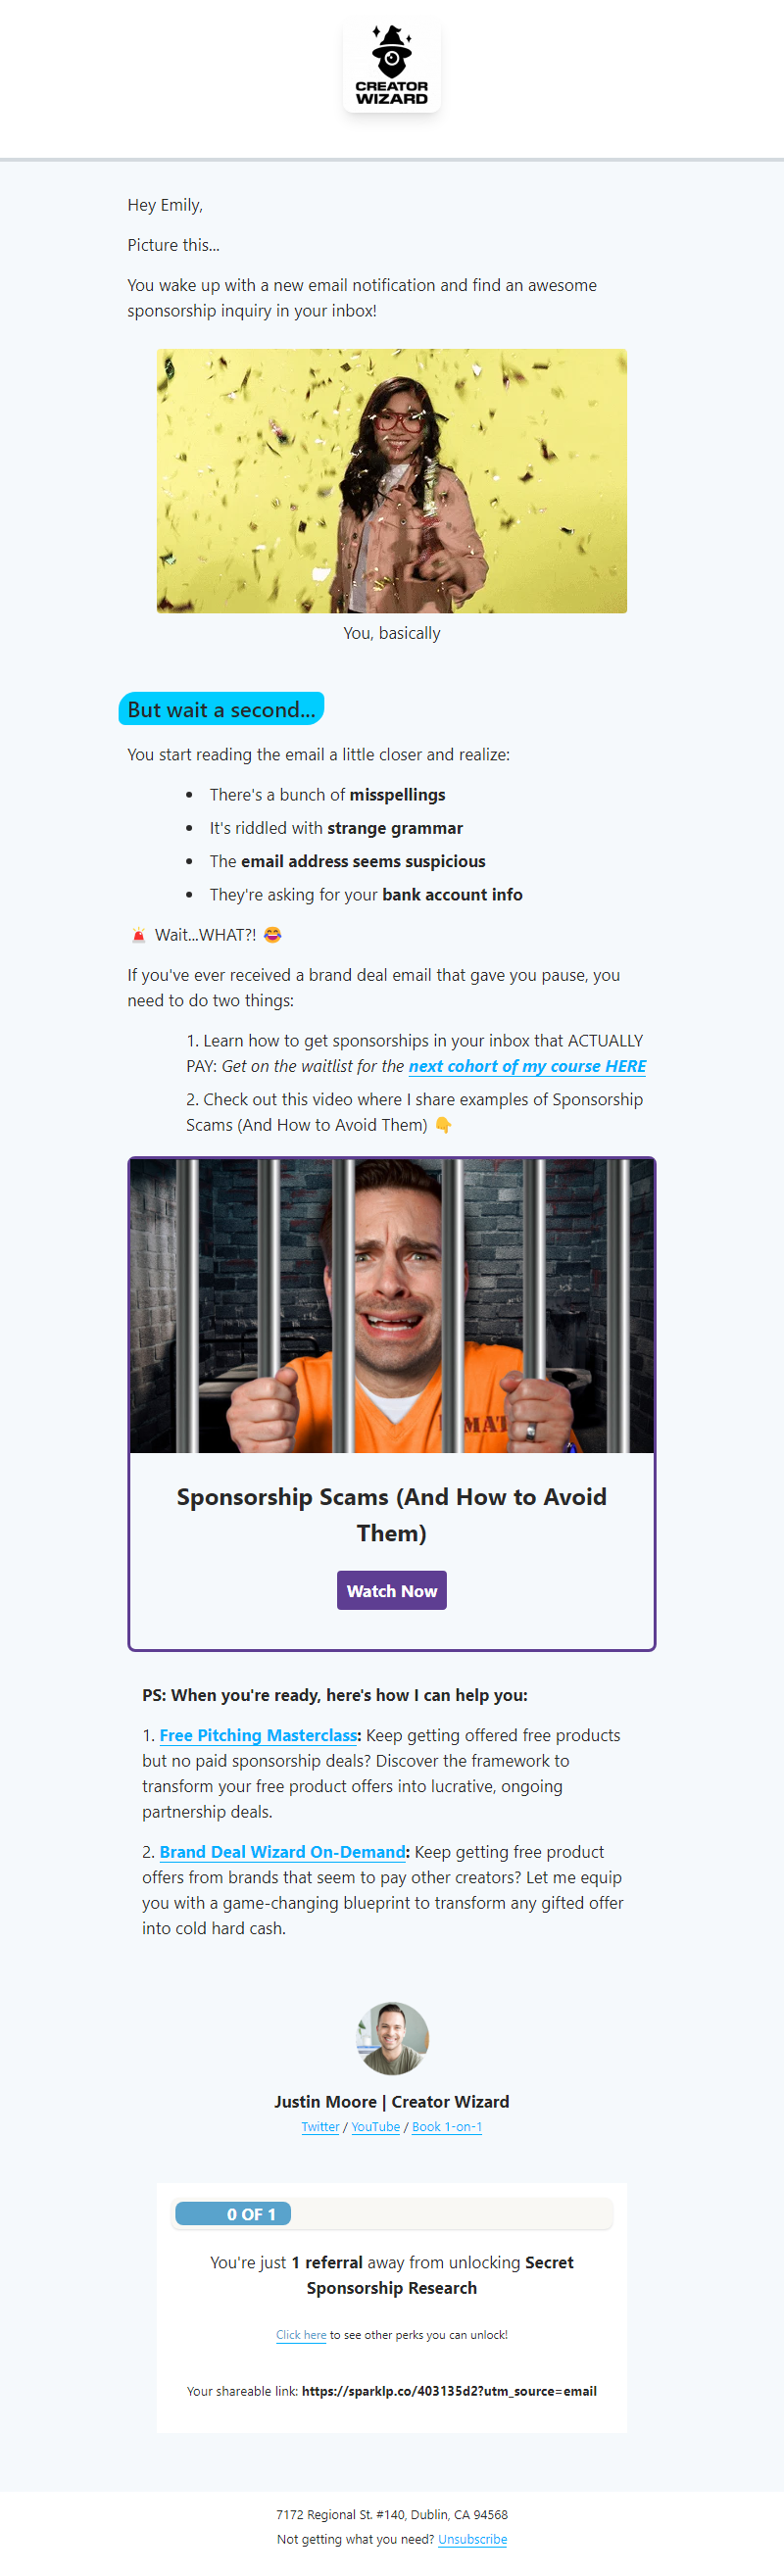 CREATOR
WIZARD
Hey Emily,
Picture this...
You wake up with a new email notification and find an awesome
sponsorship inquiry in your inbox!
You, basically
But wait a second...
You start reading the email a little closer and realize:
• There's a bunch of misspellings
• It's riddled with strange grammar
• The email address seems suspicious
• They're asking for your bank account info
🚨 Wait...WHAT?! 😂
If you've ever received a brand deal email that gave you pause, you
need to do two things:
1. Learn how to get sponsorships in your inbox that ACTUALLY
PAY: Get on the waitlist for the next cohort of my course HERE
2. Check out this video where I share examples of Sponsorship
Scams (And How to Avoid Them) 👇
MAT
Sponsorship Scams (And How to Avoid
Them)
Watch Now
PS: When you're ready, here's how I can help you:
1. Free Pitching Masterclass: Keep getting offered free products
but no paid sponsorship deals? Discover the framework to
transform your free product offers into lucrative, ongoing
partnership deals.
2. Brand Deal Wizard On-Demand: Keep getting free product
offers from brands that seem to pay other creators? Let me equip
you with a game-changing blueprint to transform any gifted offer
into cold hard cash.
Justin Moore | Creator Wizard
Twitter / YouTube / Book 1-on-1
0 OF 1
You're just 1 referral away from unlocking Secret
Sponsorship Research
Click here to see other perks you can unlock!
Your shareable link: https://sparklp.co/403135d2?utm_source=email
7172 Regional St. #140, Dublin, CA 94568
Not getting what you need? Unsubscribe